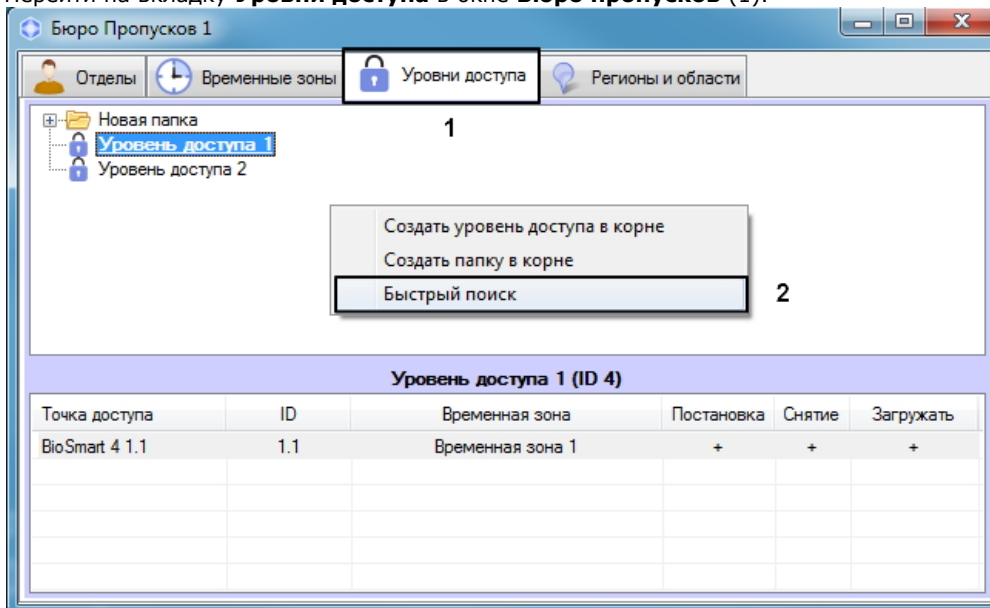 Перейти на вкладку Уровни доступа в окне Бюро пропусков (1).
Бюро Пропусков 1
Отделы Временные зоны Уровни доступа Регионы и области
Новая папка
1
Уровень доступа 1
Уровень доступа 2
Создать уровень доступа в корне
Создать папку в корне
Быстрый поиск 2
Уровень доступа 1 (ID 4)
Точка доступа ID Временная зона Постановка Снятие Загружать
BioSmart 4 1.1 1.1 Временная зона 1 + + +